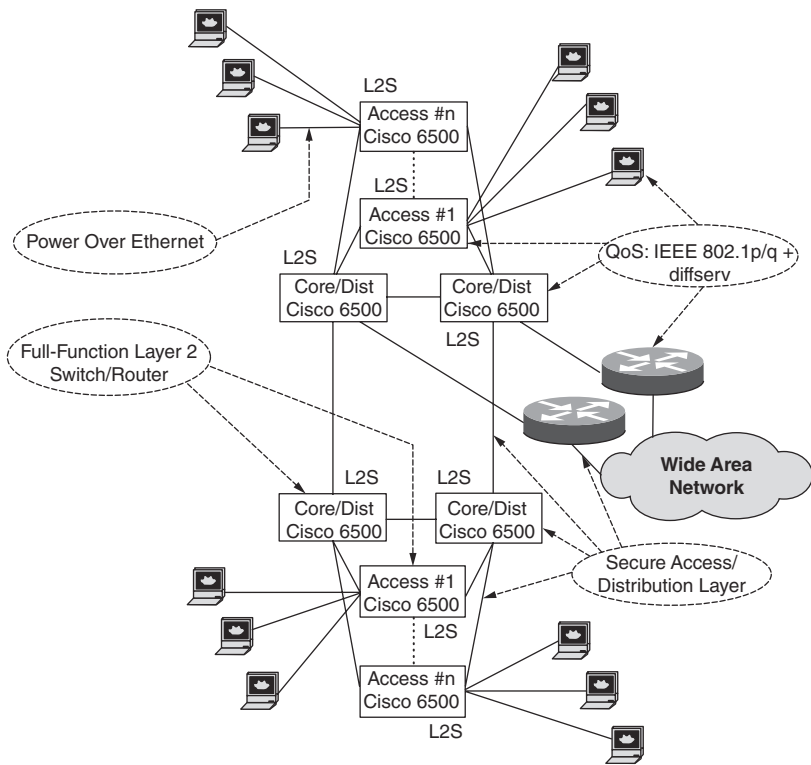 L2S
Access #n
Cisco 6500
L2S
Access #1
Cisco 6500
Power Over Ethernet
QoS: IEEE 802.1p/q +
diffserv
L2S
Core/Dist
Cisco 6500
Core/Dist
Cisco 6500
L2S
Full-Function Layer 2
Switch/Router
Wide Area
Network
L2S
Core/Dist
Cisco 6500
L2S
Core/Dist
Cisco 6500
Secure Access/
Distribution Layer
Access #1
Cisco 6500
L2S
Access #n
Cisco 6500
L2S